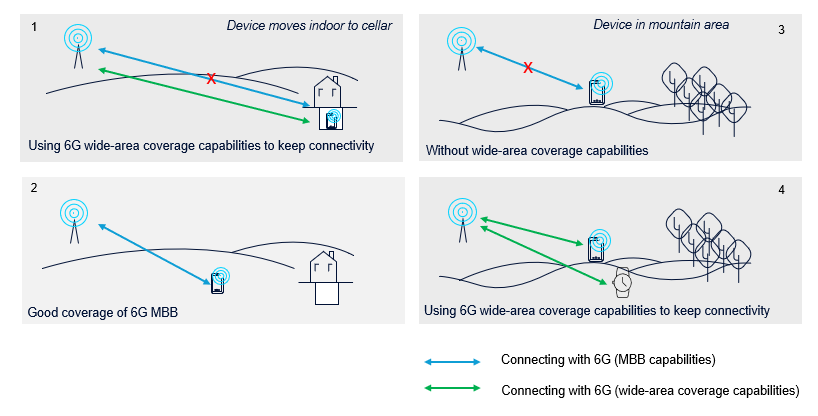 1
Device moves indoor to cellar
X
Using 6G wide-area coverage capabilities to keep connectivity
Device in mountain area
3
X
Without wide-area coverage capabilities
2
Good coverage of 6G MBB
4
Using 6G wide-area coverage capabilities to keep connectivity
Connecting with 6G (MBB capabilities)
Connecting with 6G (wide-area coverage capabilities)